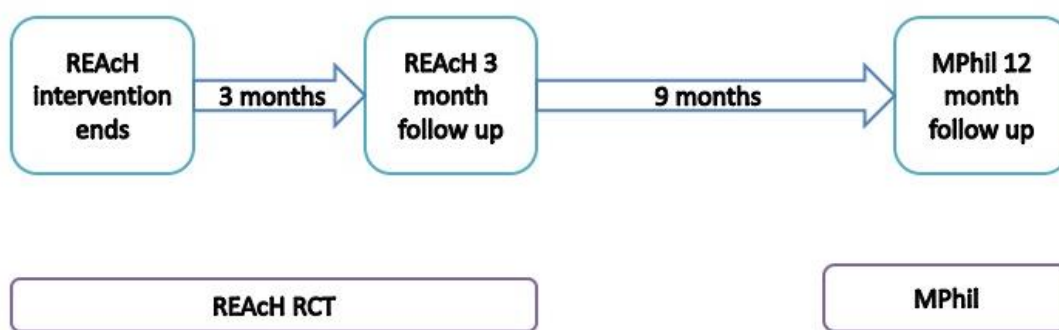 REAcH
intervention
ends
3 months
REAcH 3
month
follow up
9 months
MPhil 12
month
follow up
REAcH RCT
MPhil